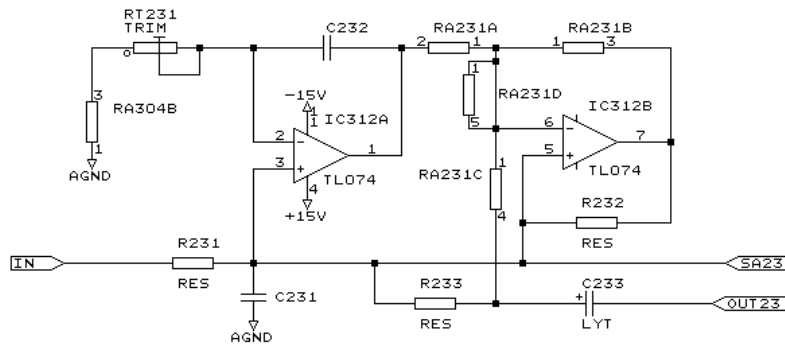 RT231
TRIM
C232
RA231A
2
1
RA231B
1
3
3
RA304B
1
AGND
-15V
11
IC312A
2
3
1
4
TL074
+15V
1
RA231D
5
IC312B
6
5
7
TL074
RA231C
1
4
R232
RES
IN
R231
RES
SA23
C231
AGND
R233
RES
C233
+
LYT
OUT23